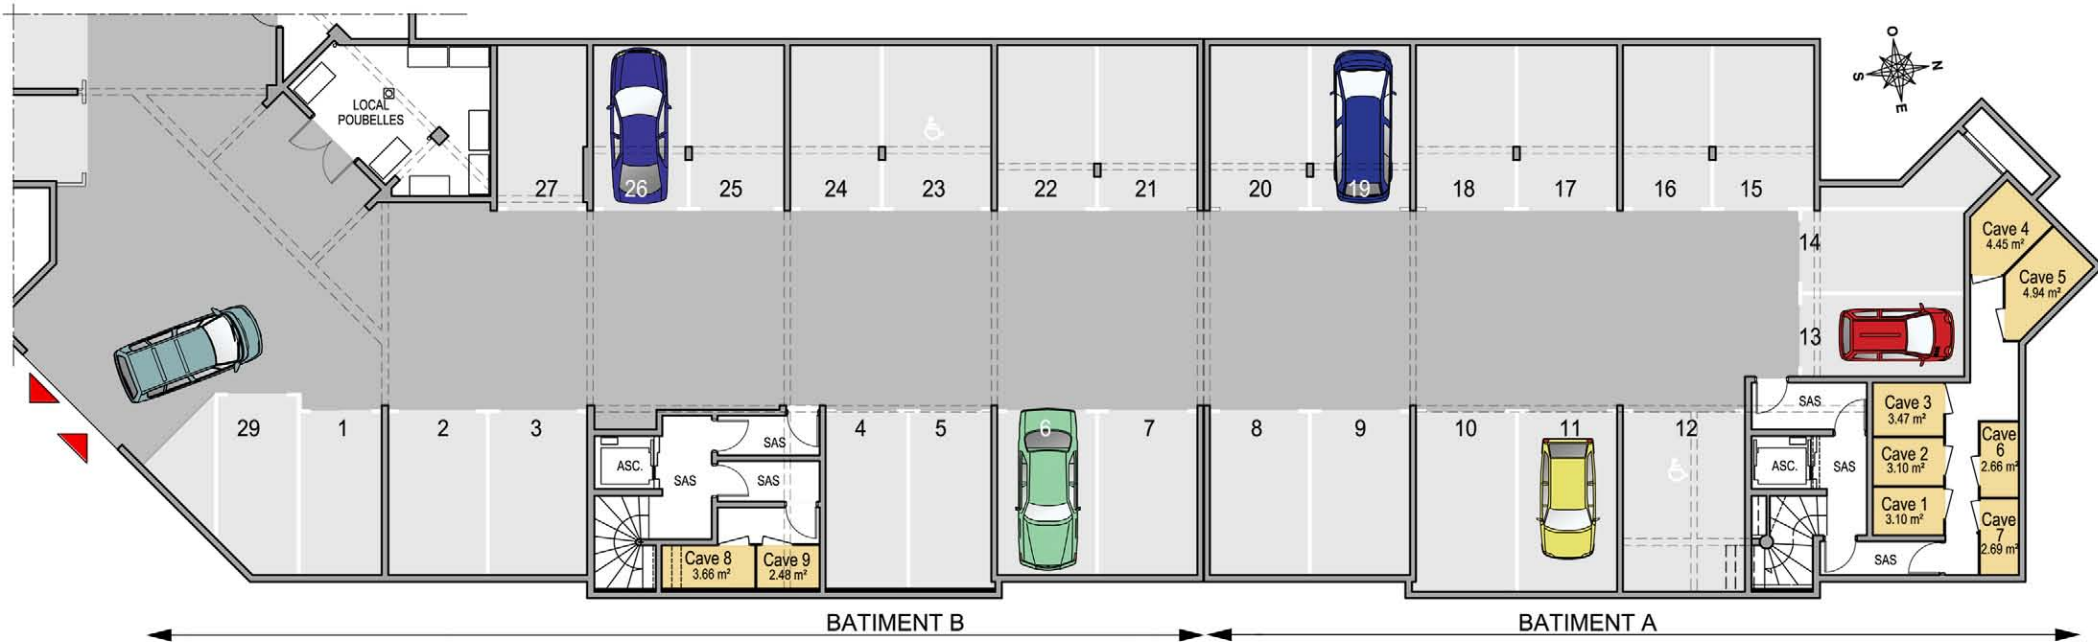 O
N
S
E
LOCAL
POUBELLES
27
26
25
24
23
22
21
20
19
18
17
16
15
14
13
Cave 4
4.45 m²
Cave 5
4.94 m²
29
1
2
3
4
5
6
7
8
9
10
11
12
ASC.
SAS
SAS
SAS
Cave 8
3.66 m²
Cave 9
2.48 m²
SAS
ASC.
SAS
SAS
Cave 3
3.47 m²
Cave 2
3.10 m²
Cave 1
3.10 m²
Cave
6
2.66 m²
Cave
7
2.69 m²
BATIMENT B
BATIMENT A